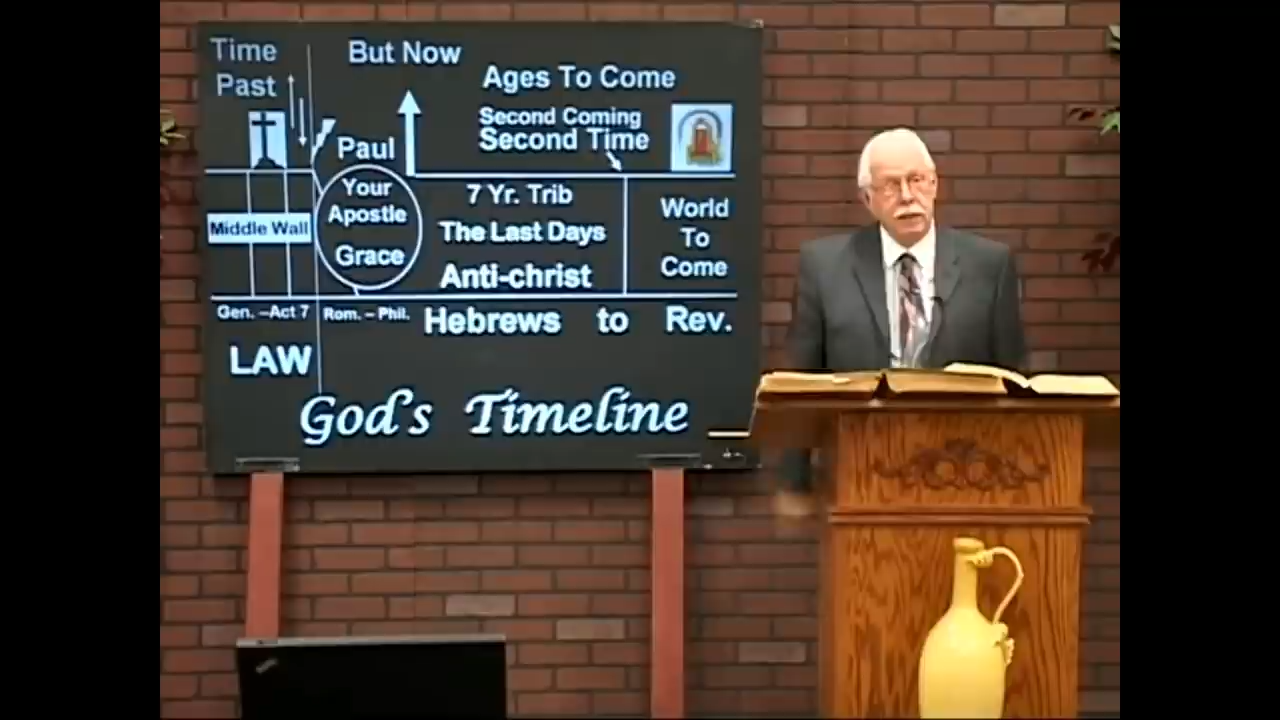 Time
Past
But Now
Ages To Come
Second Coming
Second Time
Paul
Your
Apostle
Grace
Middle Wall
7 Yr. Trib
The Last Days
Anti-christ
World
To
Come
Gen. –Act 7
Rom. – Phil.
Hebrews to Rev.
LAW
God's Timeline